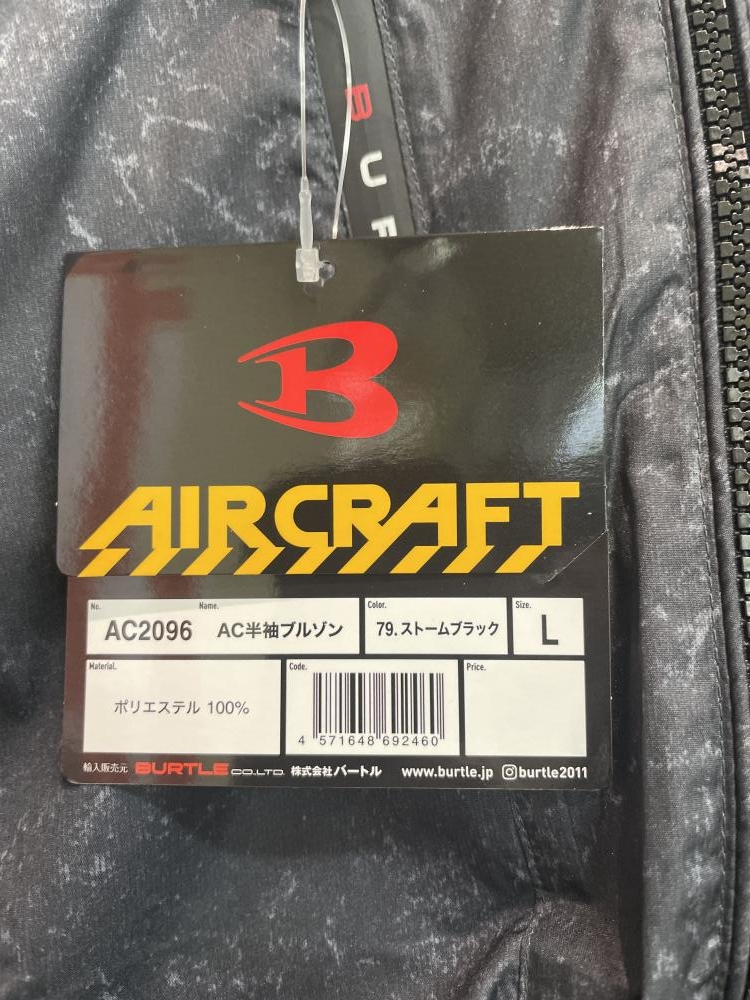 BUR
B
AIRCRAFT
No. Name. Color. Size.
AC2096 AC半袖ブルゾン 79.ストームブラック L
Material. Code. Price.
ポリエステル 100%
4 571648 692460
輸入販売元 BURTLE CO.LTD. 株式会社バートル www.burtle.jp burtle2011